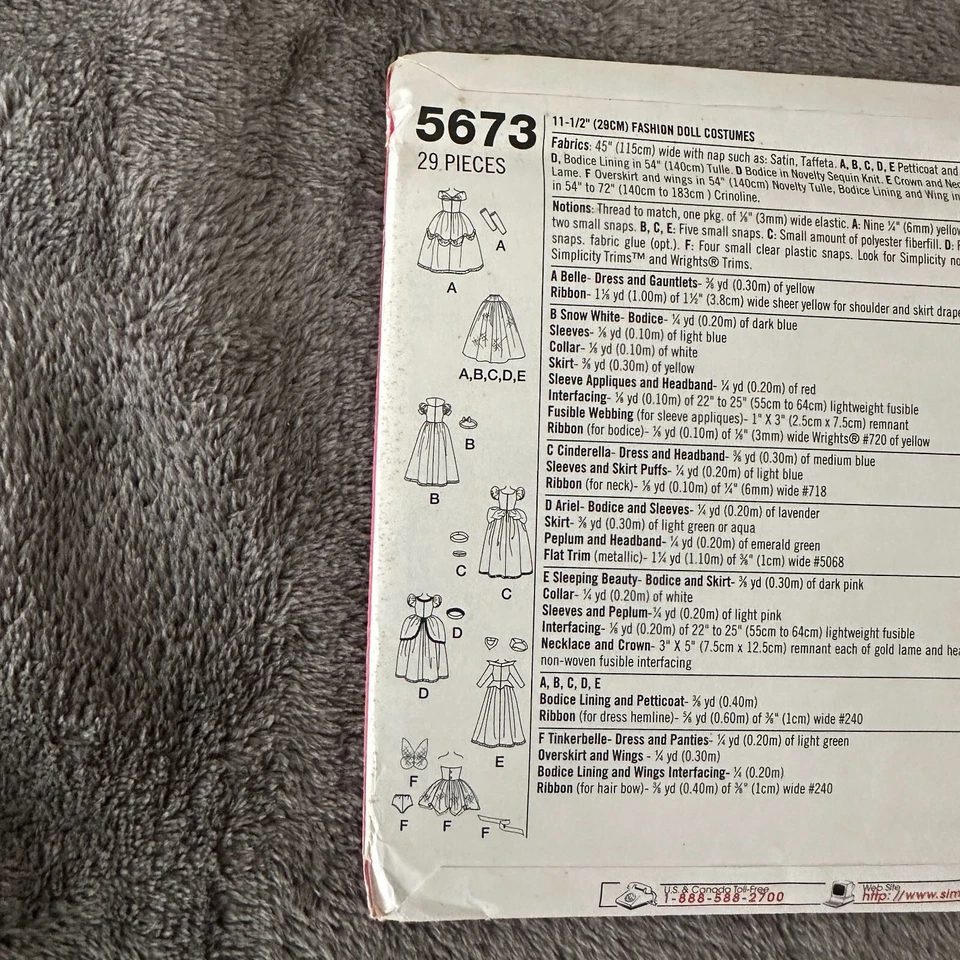 5673
29 PIECES
A
A
A,B,C,D,E
B
B
C
C
D
D
E
F
F
F
F
11-1/2" (29CM) FASHION DOLL COSTUMES
Fabrics: 45" (115cm) wide with nap such as: Satin, Taffeta. A, B, C, D, E Petticoat and
D, Bodice Lining in 54" (140cm) Tulle. D Bodice in Novelty Sequin Knit. E Crown and
Lame. F Overskirt and wings in 54" (140cm) Novelty Tulle, Bodice Lining and Wing
in 54" to 72" (140cm to 183cm ) Crinoline.
Notions: Thread to match, one pkg. of ⅛" (3mm) wide elastic. A: Nine ¼" (6mm)
two small snaps. B, C, E: Five small snaps. C: Small amount of polyester fiberfill. D:
snaps. fabric glue (opt.). F: Four small clear plastic snaps. Look for Simplicity
Simplicity Trims™ and Wrights® Trims.
A Belle- Dress and Gauntlets- ⅜ yd (0.30m) of yellow
Ribbon- 1⅛ yd (1.00m) of 1½" (3.8cm) wide sheer yellow for shoulder and skirt
B Snow White- Bodice- ¼ yd (0.20m) of dark blue
Sleeves- ⅛ yd (0.10m) of light blue
Collar- ⅛ yd (0.10m) of white
Skirt- ⅜ yd (0.30m) of yellow
Sleeve Appliques and Headband- ¼ yd (0.20m) of red
Interfacing- ⅛ yd (0.10m) of 22" to 25" (55cm to 64cm) lightweight fusible
Fusible Webbing (for sleeve appliques)- 1" X 3" (2.5cm x 7.5cm) remnant
Ribbon (for bodice)- ⅛ yd (0.10m) of ⅛" (3mm) wide Wrights® #720 of yellow
C Cinderella- Dress and Headband- ⅜ yd (0.30m) of medium blue
Sleeves and Skirt Puffs- ¼ yd (0.20m) of light blue
Ribbon (for neck)- ⅛ yd (0.10m) of ¼" (6mm) wide #718
D Ariel- Bodice and Sleeves- ¼ yd (0.20m) of lavender
Skirt- ⅜ yd (0.30m) of light green or aqua
Peplum and Headband- ¼ yd (0.20m) of emerald green
Flat Trim (metallic)- 1¼ yd (1.10m) of ⅜" (1cm) wide #5068
E Sleeping Beauty- Bodice and Skirt- ⅜ yd (0.30m) of dark pink
Collar- ¼ yd (0.20m) of white
Sleeves and Peplum-¼ yd (0.20m) of light pink
Interfacing- ⅛ yd (0.20m) of 22" to 25" (55cm to 64cm) lightweight fusible
Necklace and Crown- 3" X 5" (7.5cm x 12.5cm) remnant each of gold lame and
non-woven fusible interfacing
A, B, C, D, E
Bodice Lining and Petticoat- ⅜ yd (0.40m)
Ribbon (for dress hemline)- ⅝ yd (0.60m) of ⅜" (1cm) wide #240
F Tinkerbelle- Dress and Panties- ¼ yd (0.20m) of light green
Overskirt and Wings - ¼ yd (0.30m)
Bodice Lining and Wings Interfacing- ¼ (0.20m)
Ribbon (for hair bow)- ⅜ yd (0.40m) of ⅜" (1cm) wide #240
U.S. & Canada Toll-Free
1-888-588-2700
Web Site
http://www.sim